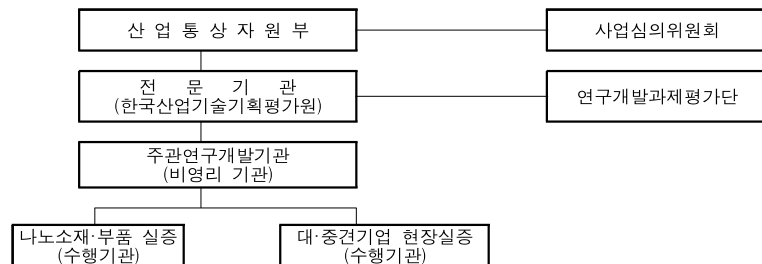 산 업 통 상 자 원 부
사업심의위원회
전 문 기 관
(한국산업기술기획평가원)
연구개발과제평가단
주관연구개발기관
(비영리 기관)
나노소재·부품 실증
(수행기관)
대·중견기업 현장실증
(수행기관)